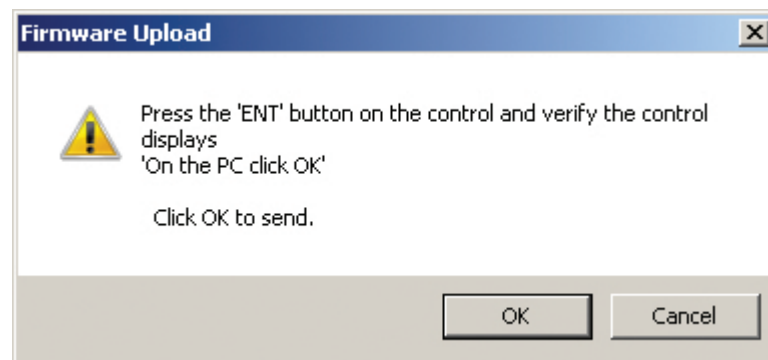 Firmware Upload
Press the 'ENT' button on the control and verify the control
displays
'On the PC click OK'
Click OK to send.
OK
Cancel